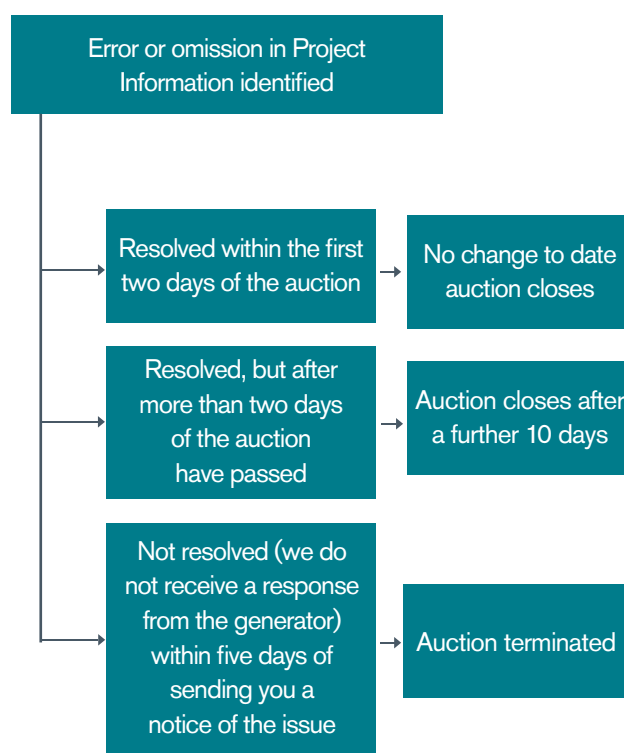 Error or omission in Project
Information identified
Resolved within the first
two days of the auction
No change to date
auction closes
Resolved, but after
more than two days
of the auction
have passed
Auction closes after
a further 10 days
Not resolved (we do
not receive a response
from the generator)
within five days of
sending you a
notice of the issue
Auction terminated